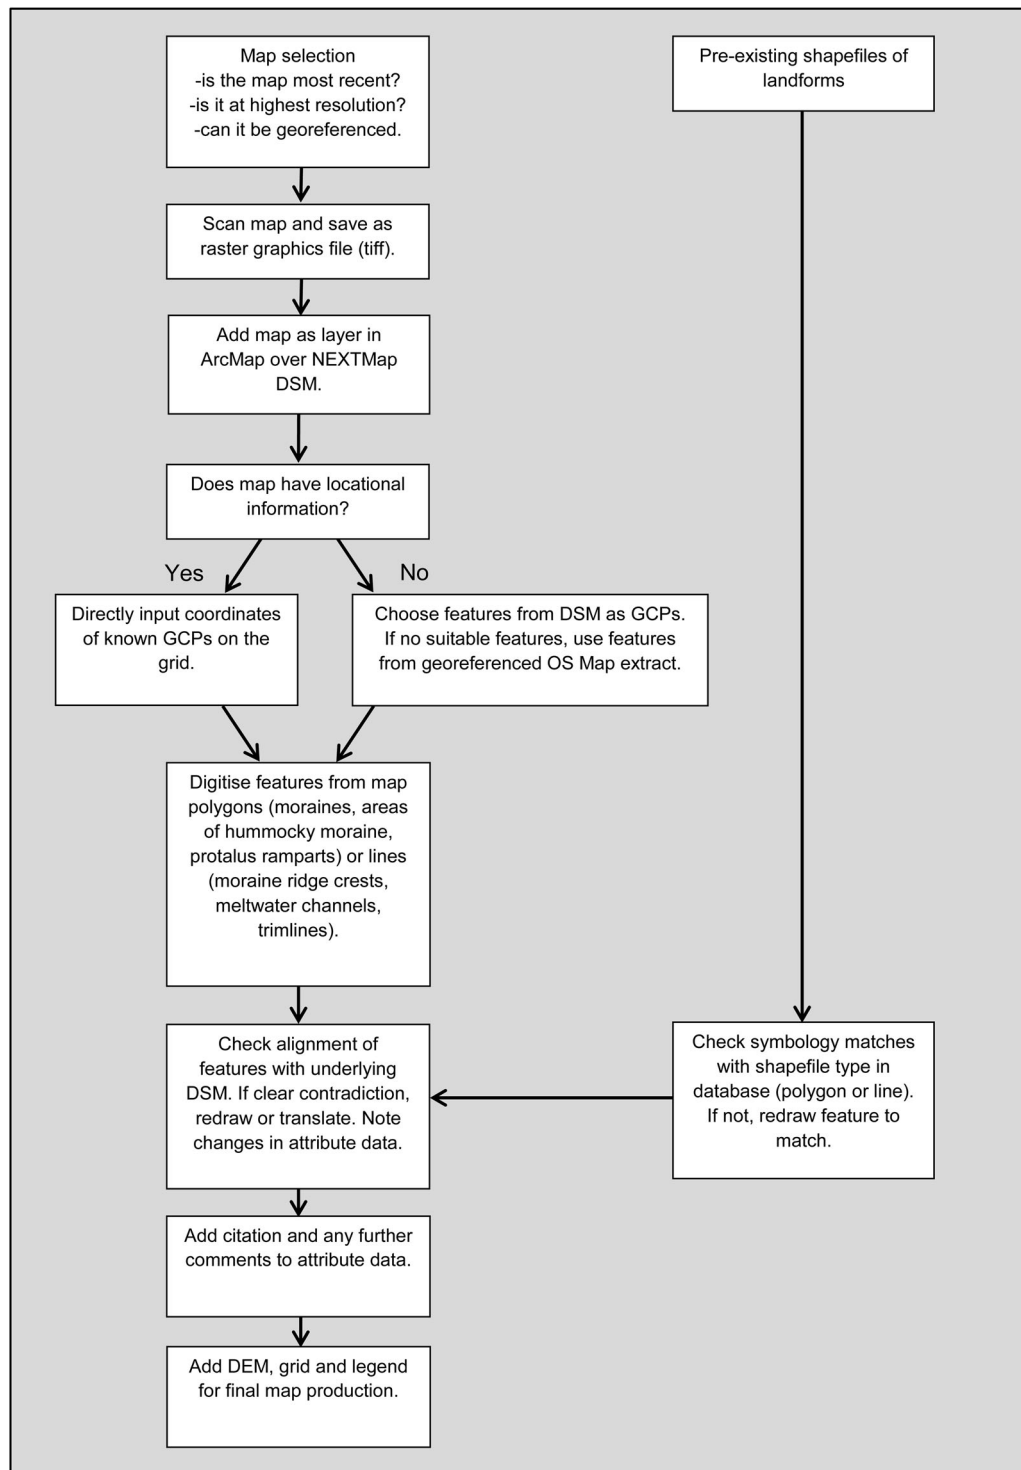 Map selection
-is the map most recent?
-is it at highest resolution?
-can it be georeferenced.
Pre-existing shapefiles of
landforms
Scan map and save as
raster graphics file (tiff).
Add map as layer in
ArcMap over NEXTMap
DSM.
Does map have locational
information?
Yes
No
Directly input coordinates
of known GCPs on the
grid.
Choose features from DSM as GCPs.
If no suitable features, use features
from georeferenced OS Map extract.
Digitise features from map
polygons (moraines, areas
of hummocky moraine,
protalus ramparts) or lines
(moraine ridge crests,
meltwater channels,
trimlines).
Check alignment of
features with underlying
DSM. If clear contradiction,
redraw or translate. Note
changes in attribute data.
Check symbology matches
with shapefile type in
database (polygon or line).
If not, redraw feature to
match.
Add citation and any further
comments to attribute data.
Add DEM, grid and legend
for final map production.